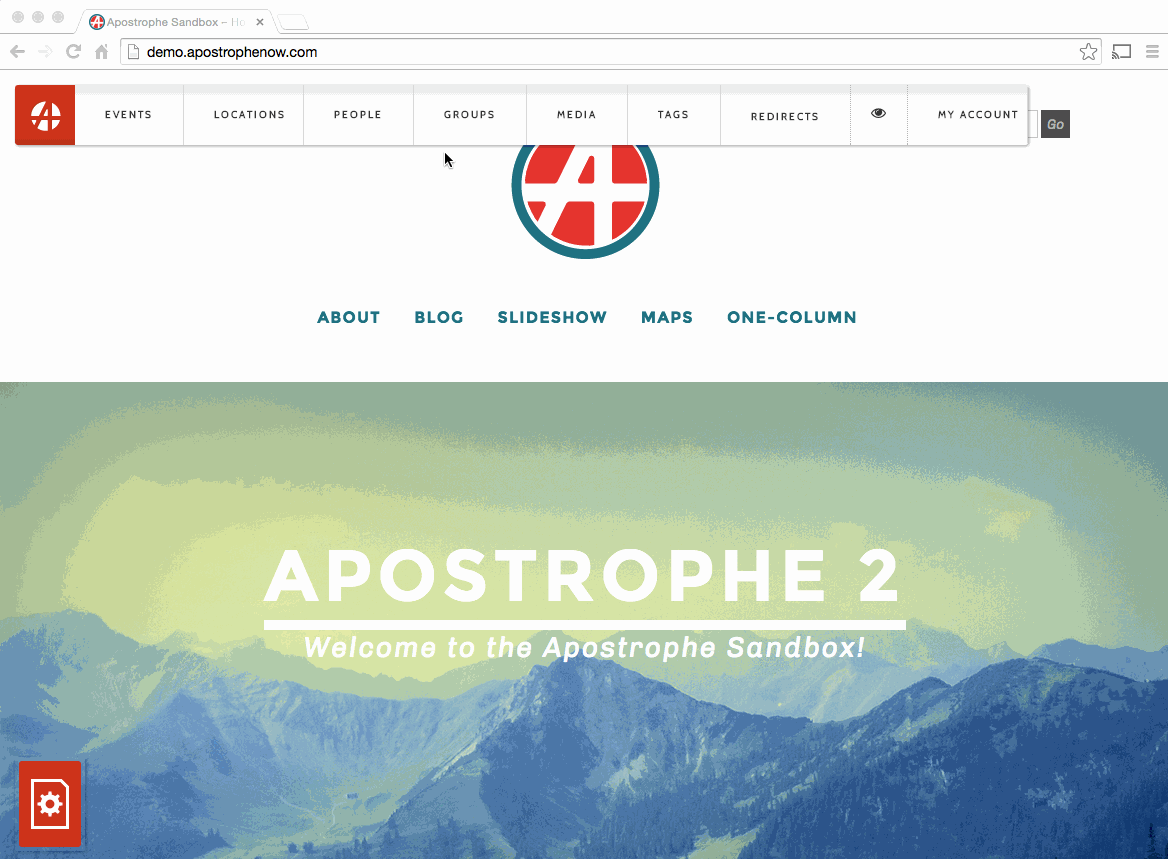 Apostrophe Sandbox – Ho
demo.apostrophenow.com
EVENTS LOCATIONS PEOPLE GROUPS MEDIA TAGS REDIRECTS MY ACCOUNT
Go
ABOUT BLOG SLIDESHOW MAPS ONE-COLUMN
APOSTROPHE 2
Welcome to the Apostrophe Sandbox!